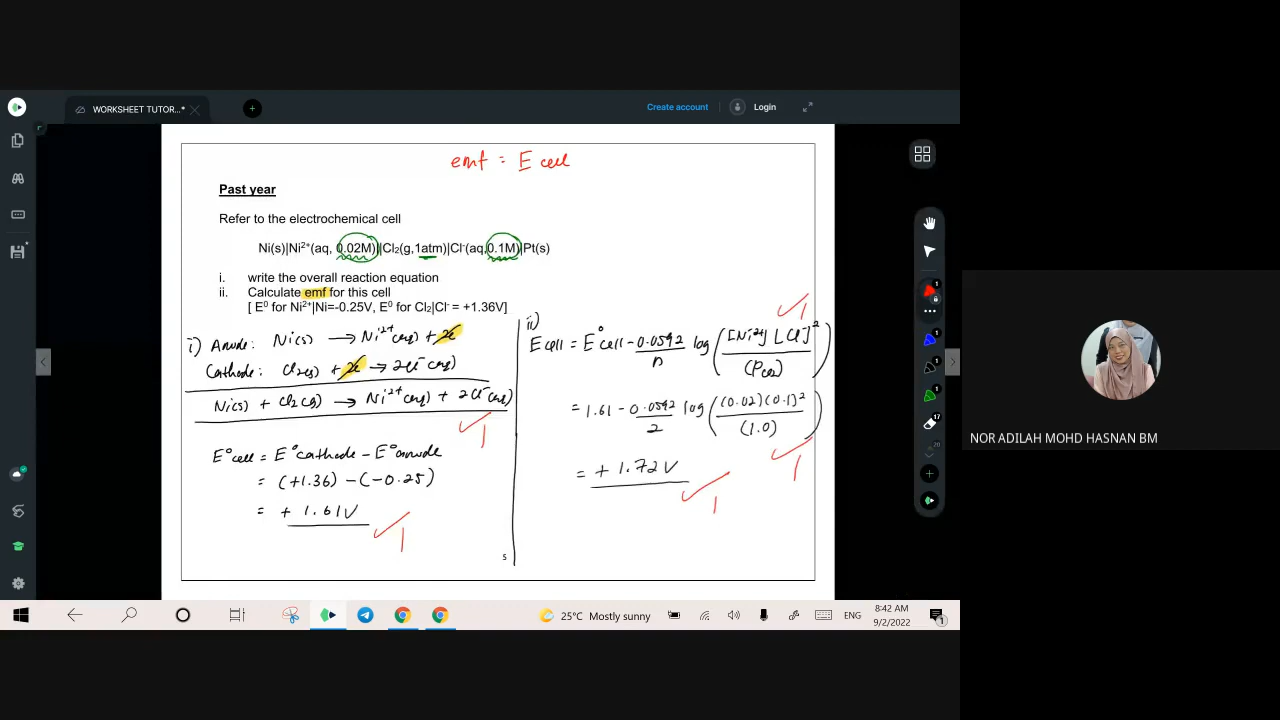 WORKSHEET TUTOR...*
Create account
Login
emf = E cell
Past year
Refer to the electrochemical cell
Ni(s)|Ni²⁺(aq, 0.02M)||Cl₂(g,1atm)|Cl⁻(aq,0.1M)|Pt(s)
i. write the overall reaction equation
ii. Calculate emf for this cell
[ E⁰ for Ni²⁺|Ni=-0.25V, E⁰ for Cl₂|Cl⁻ = +1.36V]
i) Anode: Ni(s) → Ni²⁺(aq) + 2e
Cathode: Cl₂(g) + 2e → 2Cl⁻(aq)
Ni(s) + Cl₂(g) → Ni²⁺(aq) + 2Cl⁻(aq)
1
E°cell = E°cathode - E°anode
= (+1.36) - (-0.25)
= + 1.61V
1
ii)
E cell = E°cell - 0.0592/n log ([Ni²⁺][Cl⁻]²/(PCl₂))
1
= 1.61 - 0.0592/2 log ((0.02)(0.1)²/(1.0))
1
= + 1.72V
1
5
NOR ADILAH MOHD HASNAN BM
25°C Mostly sunny
ENG
8:42 AM
9/2/2022